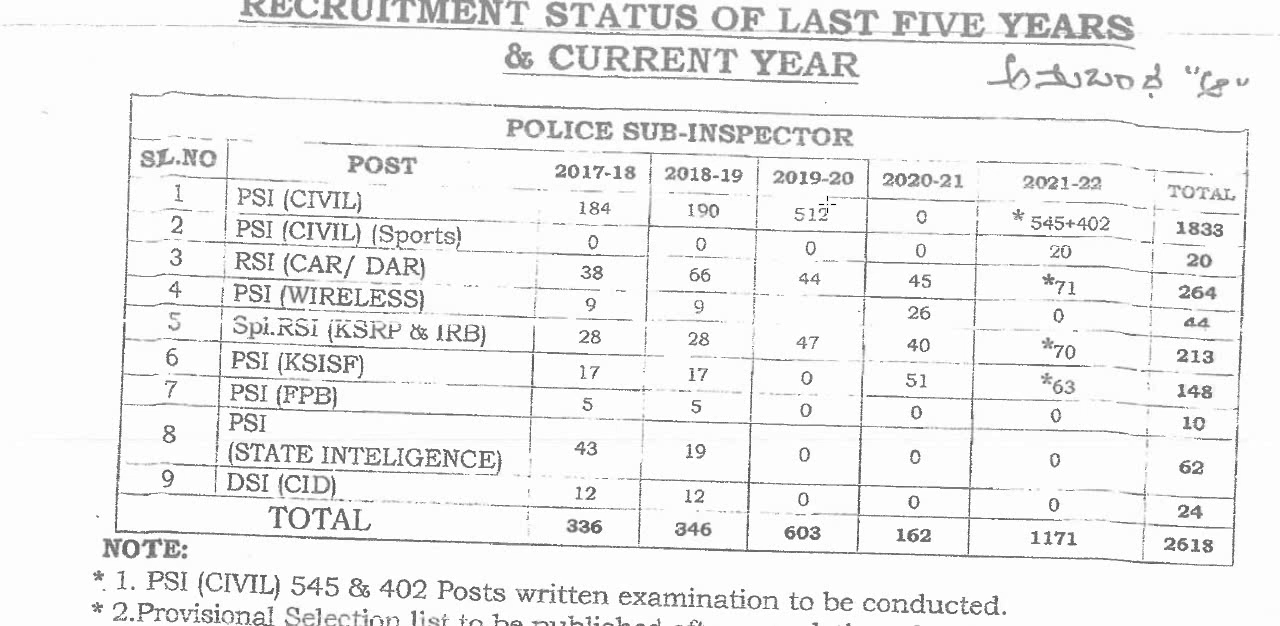 RECRUITMENT STATUS OF LAST FIVE YEARS
& CURRENT YEAR
ಅನುಬಂಧ "ಆ"
POLICE SUB-INSPECTOR
SL.NO POST 2017-18 2018-19 2019-20 2020-21 2021-22 TOTAL
1 PSI (CIVIL) 184 190 512 0 * 545+402 1833
2 PSI (CIVIL) (Sports) 0 0 0 0 20 20
3 RSI (CAR/ DAR) 38 66 44 45 *71 264
4 PSI (WIRELESS) 9 9 26 0 44
5 Spl.RSI (KSRP & IRB) 28 28 47 40 *70 213
6 PSI (KSISF) 17 17 0 51 *63 148
7 PSI (FPB) 5 5 0 0 0 10
8 PSI
(STATE INTELIGENCE) 43 19 0 0 0 62
9 DSI (CID) 12 12 0 0 0 24
TOTAL 336 346 603 162 1171 2618
NOTE:
* 1. PSI (CIVIL) 545 & 402 Posts written examination to be conducted.
* 2.Provisional Selection list to be published